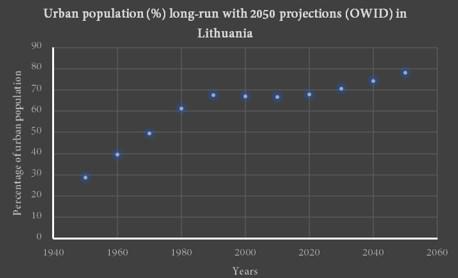 Urban population (%) long-run with 2050 projections (OWID) in
Lithuania
Percentage of urban population
90
80
70
60
50
40
30
20
10
0
1940 1960 1980 2000 2020 2040 2060
Years